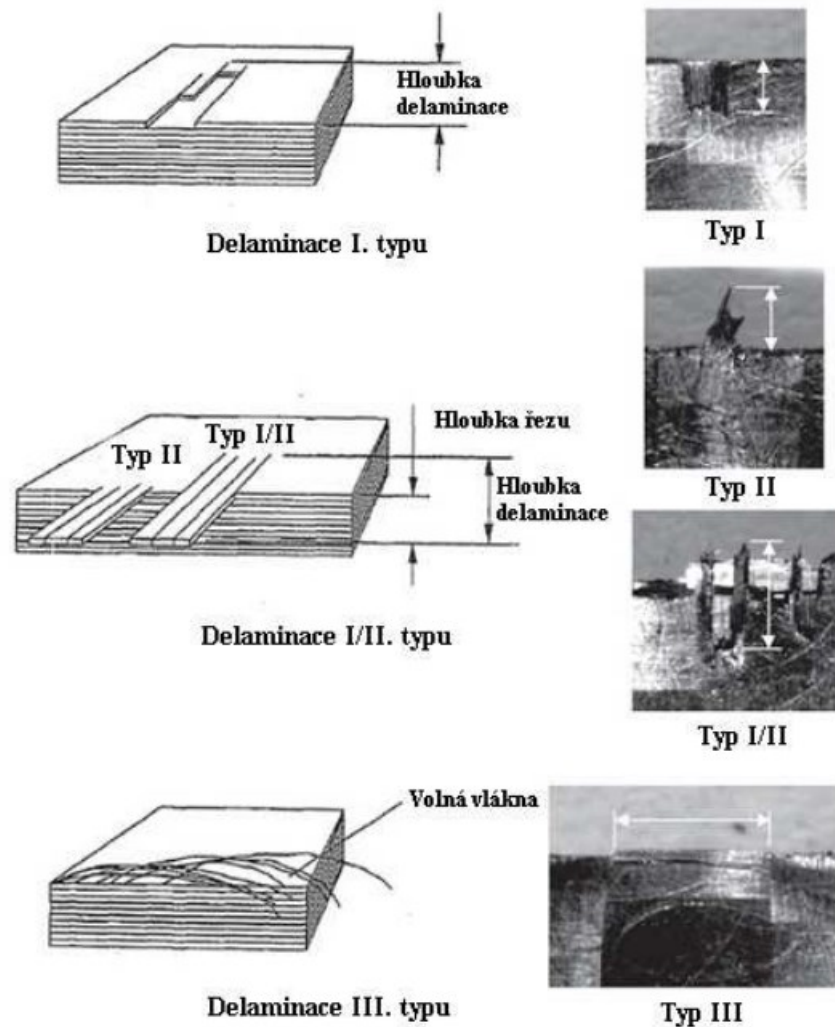 Hloubka
delaminace
Delaminace I. typu
Typ I
Typ II
Typ II
Typ I/II
Hloubka řezu
Hloubka
delaminace
Delaminace I/II. typu
Typ I/II
Volná vlákna
Delaminace III. typu
Typ III